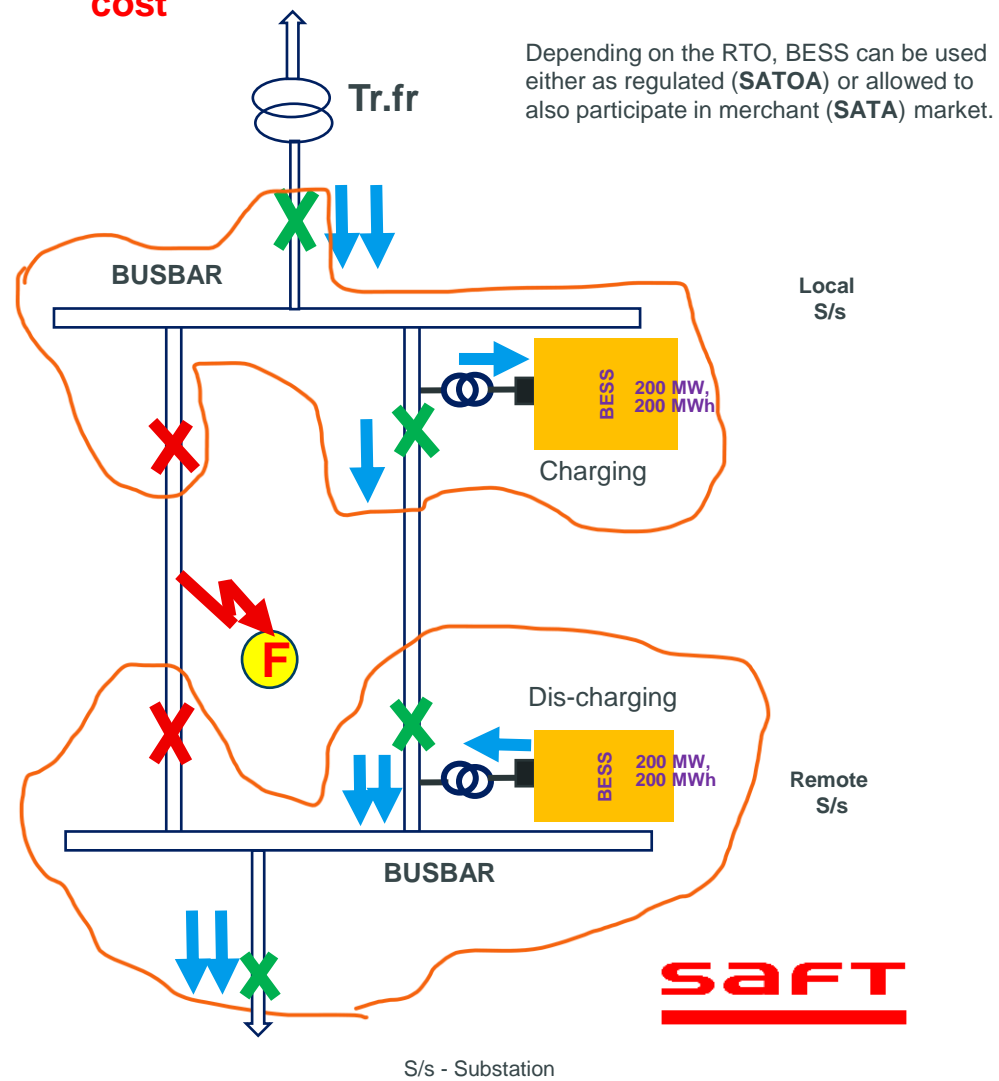 cost
Depending on the RTO, BESS can be used
either as regulated (SATOA) or allowed to
also participate in merchant (SATA) market.
Tr.fr
BUSBAR
Local
S/s
BESS
200 MW,
200 MWh
Charging
F
Dis-charging
BESS
200 MW,
200 MWh
Remote
S/s
BUSBAR
saft
S/s - Substation